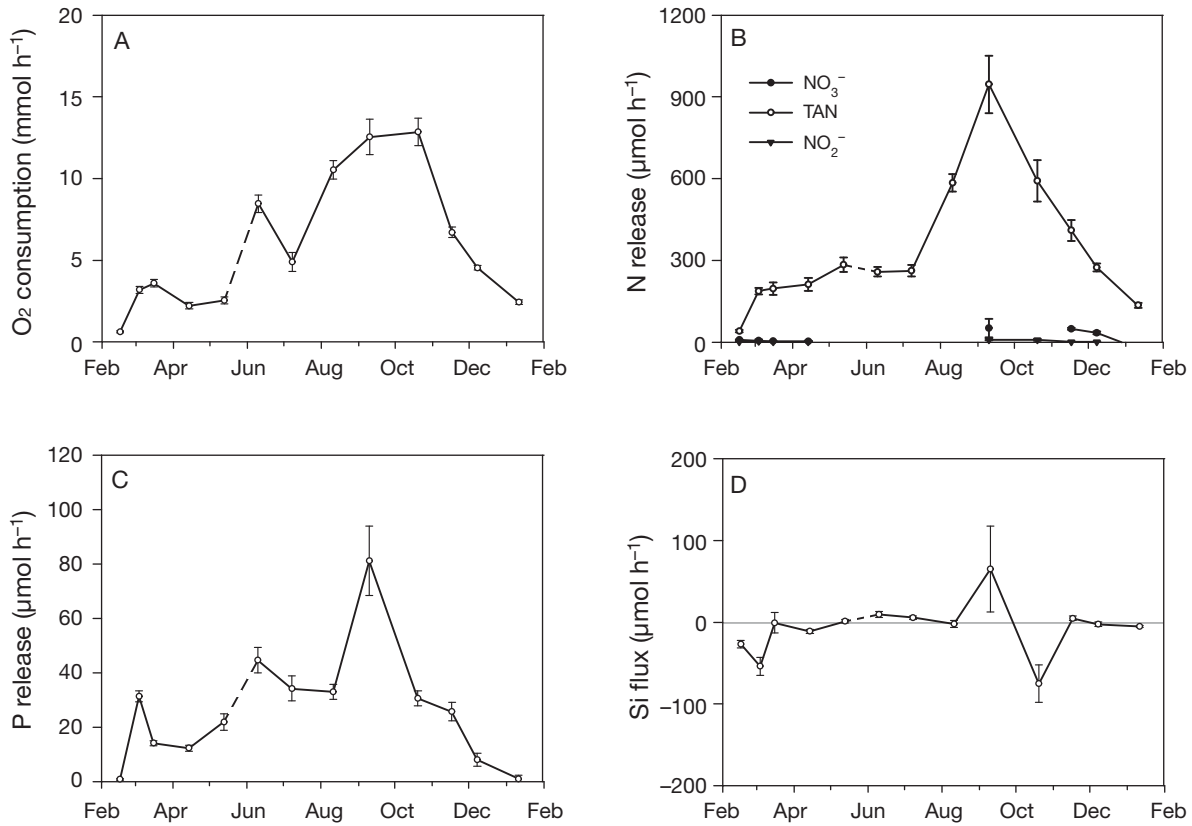 A
O2 consumption (mmol h−1)
20
15
10
5
0
Feb Apr Jun Aug Oct Dec Feb
B
N release (µmol h−1)
1200
900
600
300
0
NO3−
TAN
NO2−
Feb Apr Jun Aug Oct Dec Feb
C
P release (µmol h−1)
120
100
80
60
40
20
0
Feb Apr Jun Aug Oct Dec Feb
D
Si flux (µmol h−1)
200
100
0
−100
−200
Feb Apr Jun Aug Oct Dec Feb